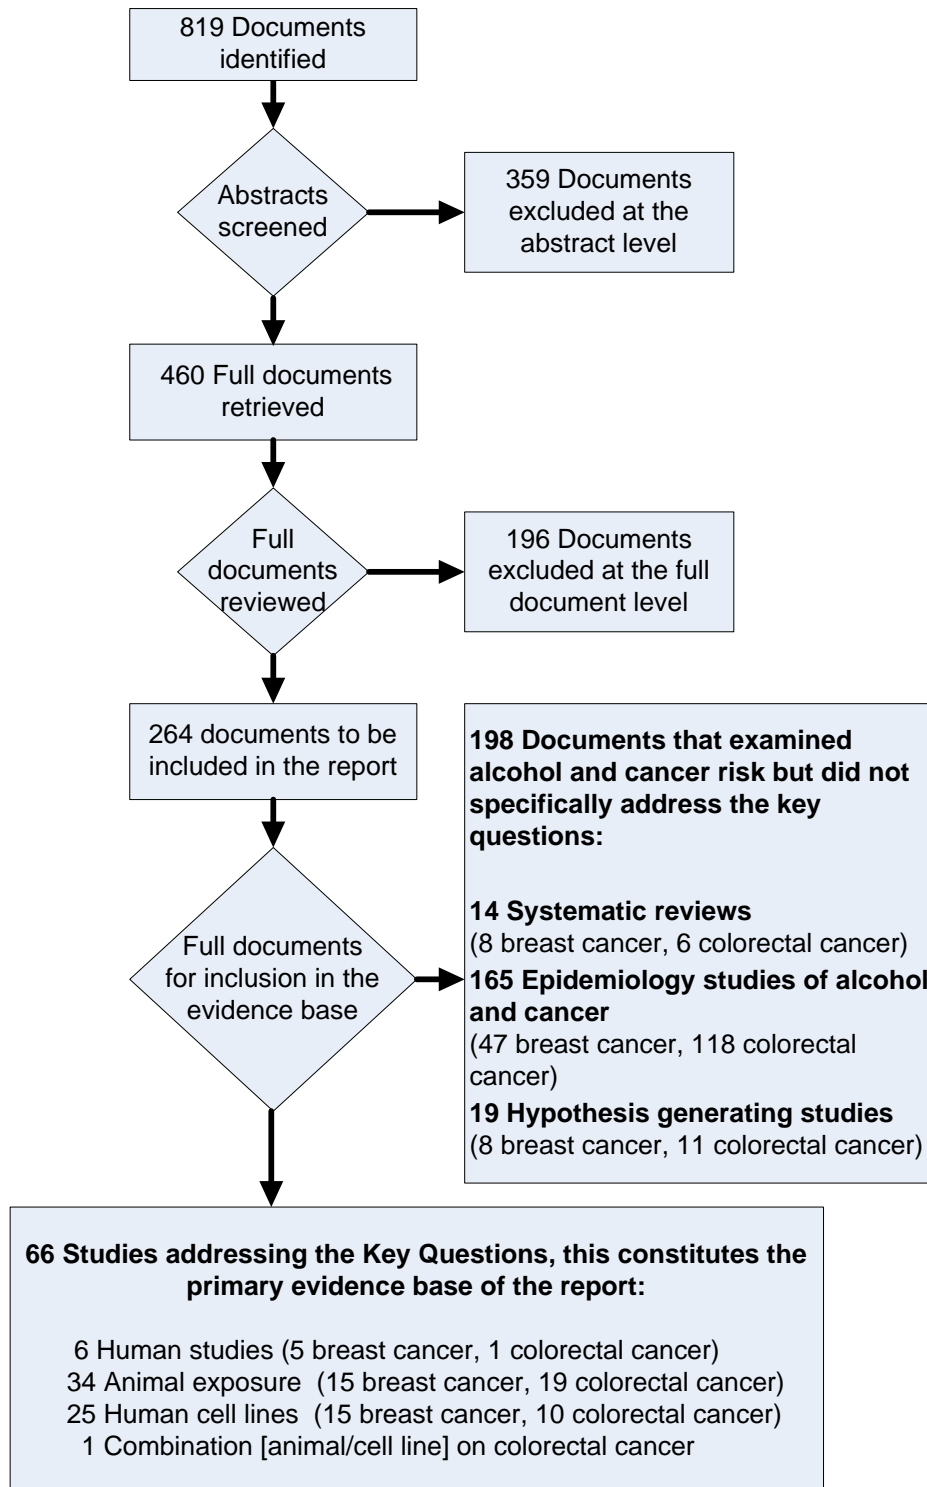 819 Documents
identified
Abstracts
screened
359 Documents
excluded at the
abstract level
460 Full documents
retrieved
Full
documents
reviewed
196 Documents
excluded at the full
document level
264 documents to be
included in the report
198 Documents that examined
alcohol and cancer risk but did not
specifically address the key
questions:
14 Systematic reviews
(8 breast cancer, 6 colorectal cancer)
165 Epidemiology studies of alcohol
and cancer
(47 breast cancer, 118 colorectal
cancer)
19 Hypothesis generating studies
(8 breast cancer, 11 colorectal cancer)
Full documents
for inclusion in the
evidence base
66 Studies addressing the Key Questions, this constitutes the
primary evidence base of the report:
6 Human studies (5 breast cancer, 1 colorectal cancer)
34 Animal exposure (15 breast cancer, 19 colorectal cancer)
25 Human cell lines (15 breast cancer, 10 colorectal cancer)
1 Combination [animal/cell line] on colorectal cancer